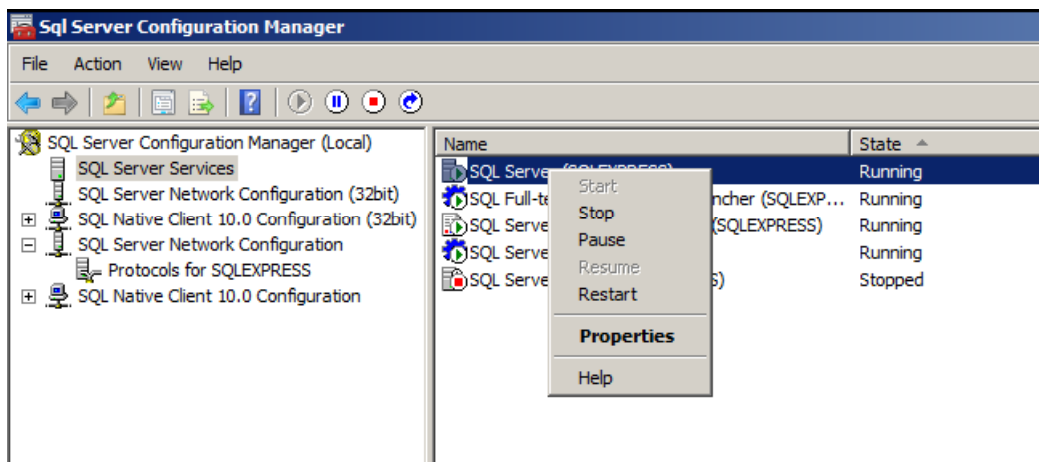 Sql Server Configuration Manager
File Action View Help
SQL Server Configuration Manager (Local)
SQL Server Services
SQL Server Network Configuration (32bit)
SQL Native Client 10.0 Configuration (32bit)
SQL Server Network Configuration
Protocols for SQLEXPRESS
SQL Native Client 10.0 Configuration
Name State
SQL Server (SQLEXPRESS) Running
SQL Full-te ncher (SQLEXP... Running
SQL Serve (SQLEXPRESS) Running
SQL Serve Running
SQL Serve S) Stopped
Start
Stop
Pause
Resume
Restart
Properties
Help